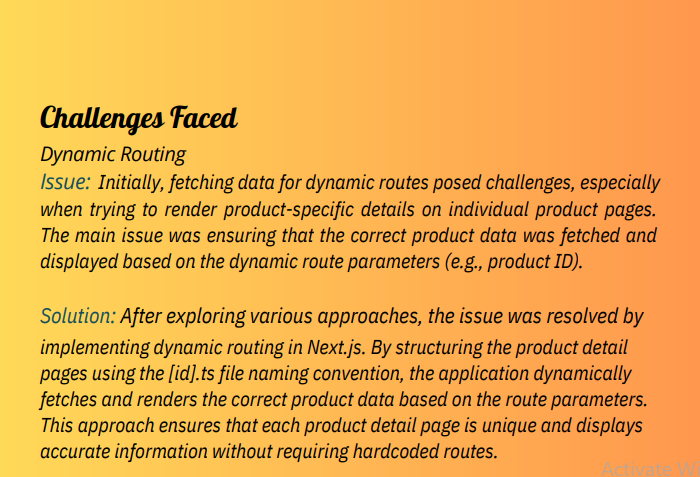 Challenges Faced
Dynamic Routing
Issue: Initially, fetching data for dynamic routes posed challenges, especially
when trying to render product-specific details on individual product pages.
The main issue was ensuring that the correct product data was fetched and
displayed based on the dynamic route parameters (e.g., product ID).
Solution: After exploring various approaches, the issue was resolved by
implementing dynamic routing in Next.js. By structuring the product detail
pages using the [id].ts file naming convention, the application dynamically
fetches and renders the correct product data based on the route parameters.
This approach ensures that each product detail page is unique and displays
accurate information without requiring hardcoded routes.
Activate Wi